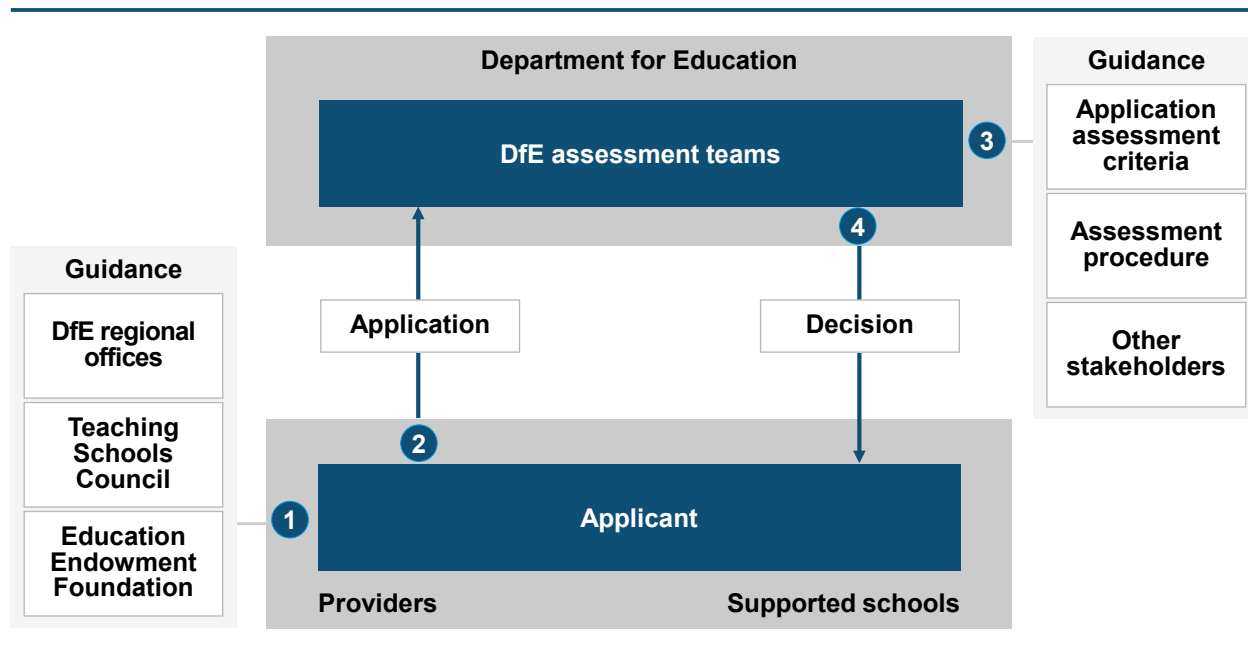 Department for Education
DfE assessment teams
3
4
Guidance
Application
assessment
criteria
Assessment
procedure
Other
stakeholders
Guidance
DfE regional
offices
Teaching
Schools
Council
Education
Endowment
Foundation
Application
Decision
2
1
Applicant
Providers
Supported schools